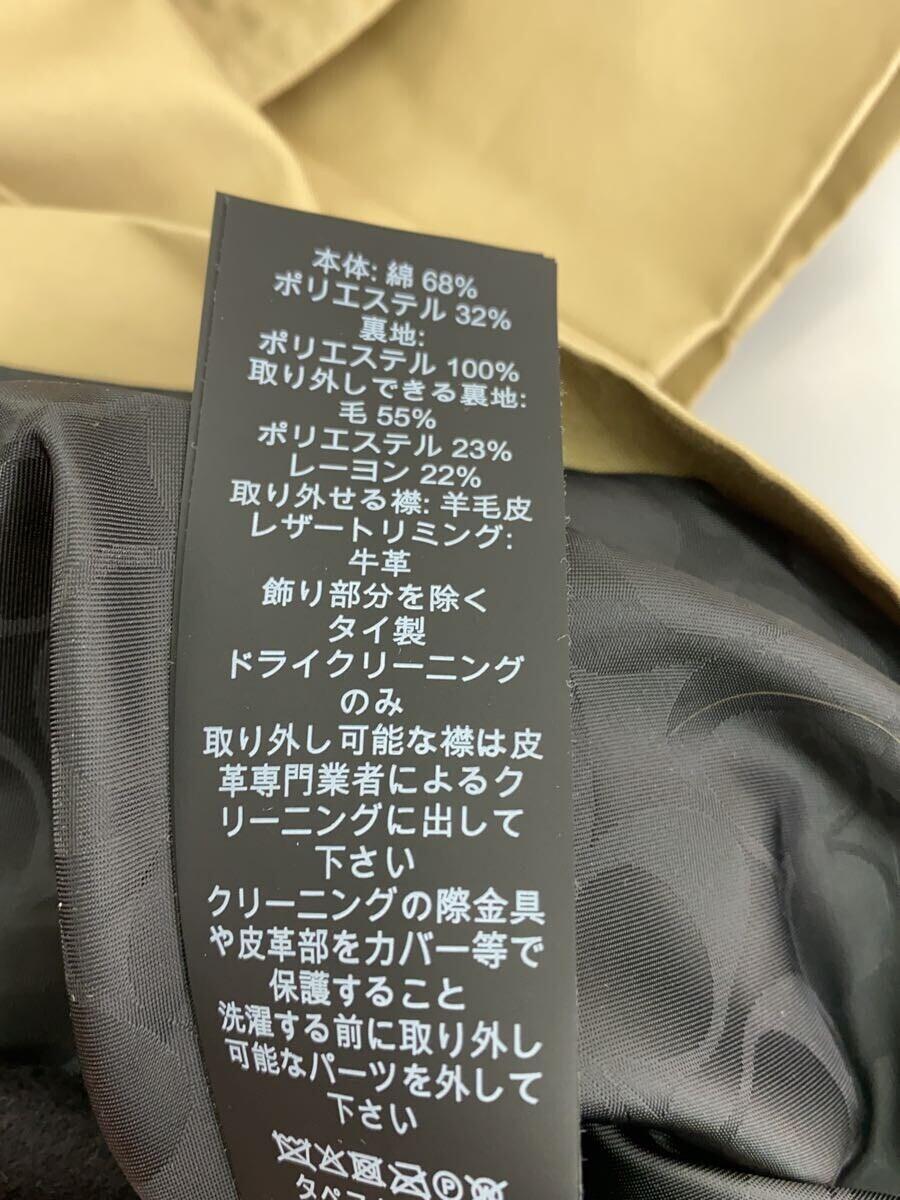 本体: 綿 68%
ポリエステル 32%
裏地:
ポリエステル 100%
取り外しできる裏地:
毛 55%
ポリエステル 23%
レーヨン 22%
取り外せる襟: 羊毛皮
レザートリミング:
牛革
飾り部分を除く
タイ製
ドライクリーニング
のみ
取り外し可能な襟は皮
革専門業者によるク
リーニングに出して
下さい
クリーニングの際金具
や皮革部をカバー等で
保護すること
洗濯する前に取り外し
可能なパーツを外して
下さい